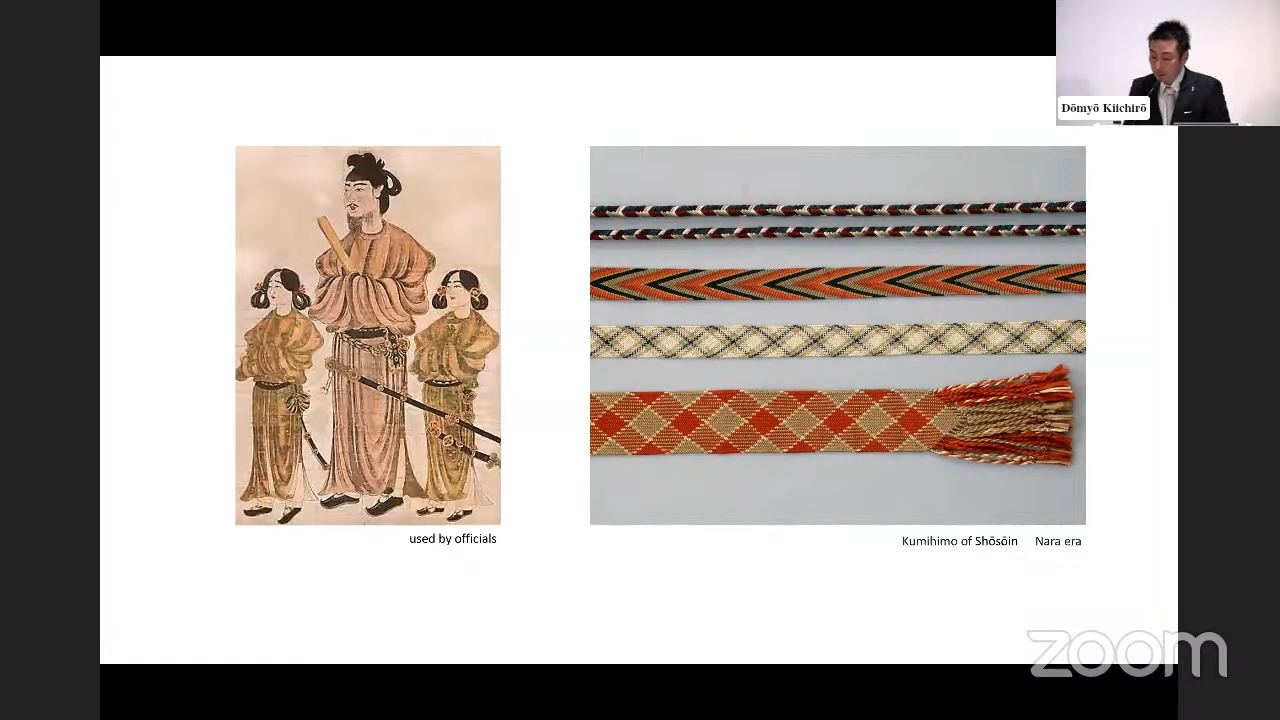 Dōmyō Kiichirō
used by officials
Kumihimo of Shōsōin Nara era
zoom